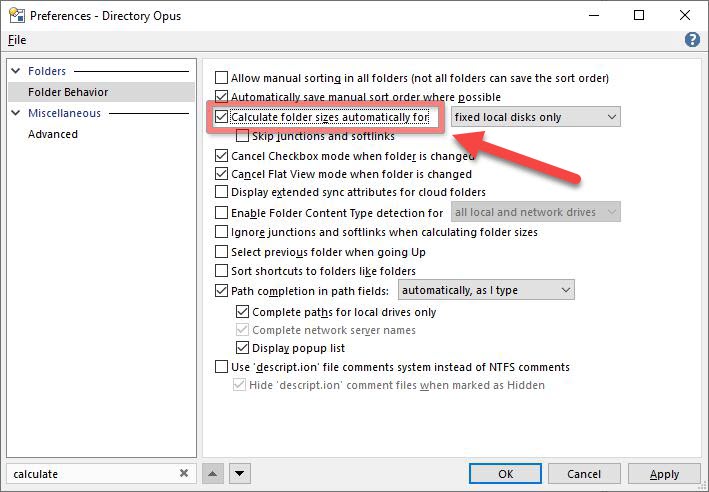 Preferences - Directory Opus
File
Folders
Folder Behavior
Miscellaneous
Advanced
Allow manual sorting in all folders (not all folders can save the sort order)
Automatically save manual sort order where possible
Calculate folder sizes automatically for fixed local disks only
Skip junctions and softlinks
Cancel Checkbox mode when folder is changed
Cancel Flat View mode when folder is changed
Display extended sync attributes for cloud folders
Enable Folder Content Type detection for all local and network drives
Ignore junctions and softlinks when calculating folder sizes
Select previous folder when going Up
Sort shortcuts to folders like folders
Path completion in path fields: automatically, as I type
Complete paths for local drives only
Complete network server names
Display popup list
Use 'descript.ion' file comments system instead of NTFS comments
Hide 'descript.ion' comment files when marked as Hidden
calculate
OK Cancel Apply